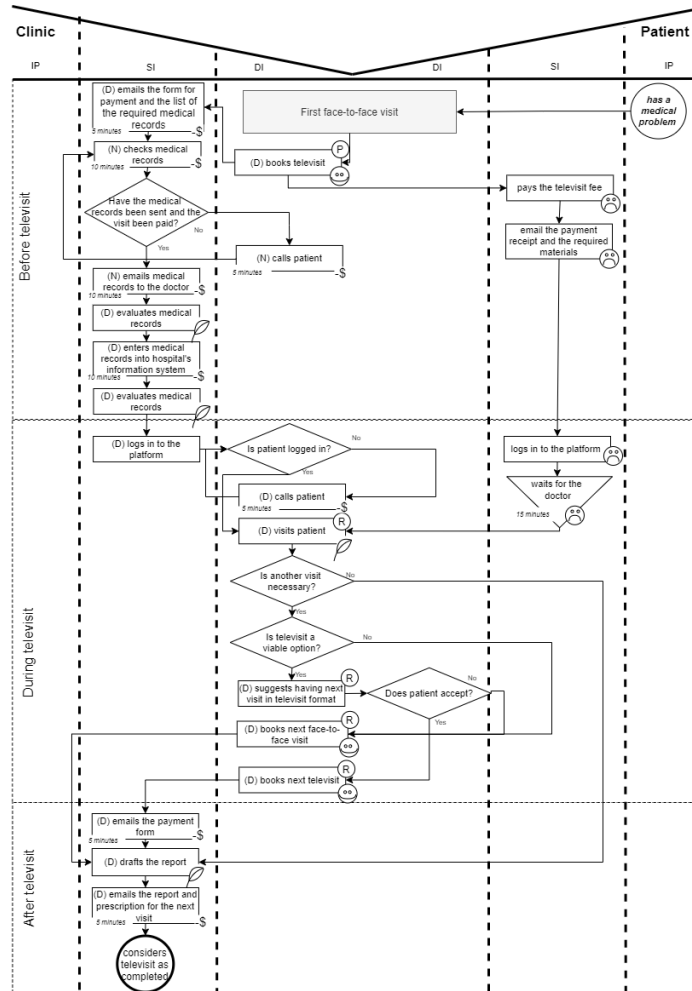 Clinic
Patient
IP
SI
DI
DI
SI
IP
Before televisit
(D) emails the form for
payment and the list of
the required medical
records
5 minutes
-$
First face-to-face visit
has a
medical
problem
(N) checks medical
records
10 minutes
-$
P
(D) books televisit
pays the televisit fee
Have the medical
records been sent and the
visit been paid?
No
Yes
email the payment
receipt and the required
materials
(N) calls patient
5 minutes
-$
(N) emails medical
records to the doctor
10 minutes
-$
(D) evaluates medical
records
(D) enters medical
records into hospital's
information system
10 minutes
-$
(D) evaluates medical
records
During televisit
(D) logs in to the
platform
Is patient logged in?
No
Yes
logs in to the platform
(D) calls patient
5 minutes
-$
waits for the
doctor
15 minutes
R
(D) visits patient
Is another visit
necessary?
No
Yes
Is televisit a
viable option?
No
Yes
R
(D) suggests having next
visit in televisit format
Does patient accept?
No
Yes
R
(D) books next face-to-
face visit
R
(D) books next televisit
After televisit
(D) emails the payment
form
5 minutes
-$
(D) drafts the report
(D) emails the report and
prescription for the next
visit
5 minutes
-$
considers
televisit as
completed